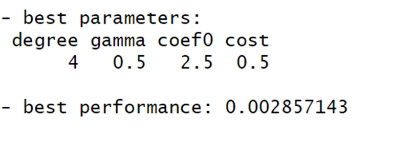 - best parameters:
degree gamma coef0 cost
4 0.5 2.5 0.5
- best performance: 0.002857143